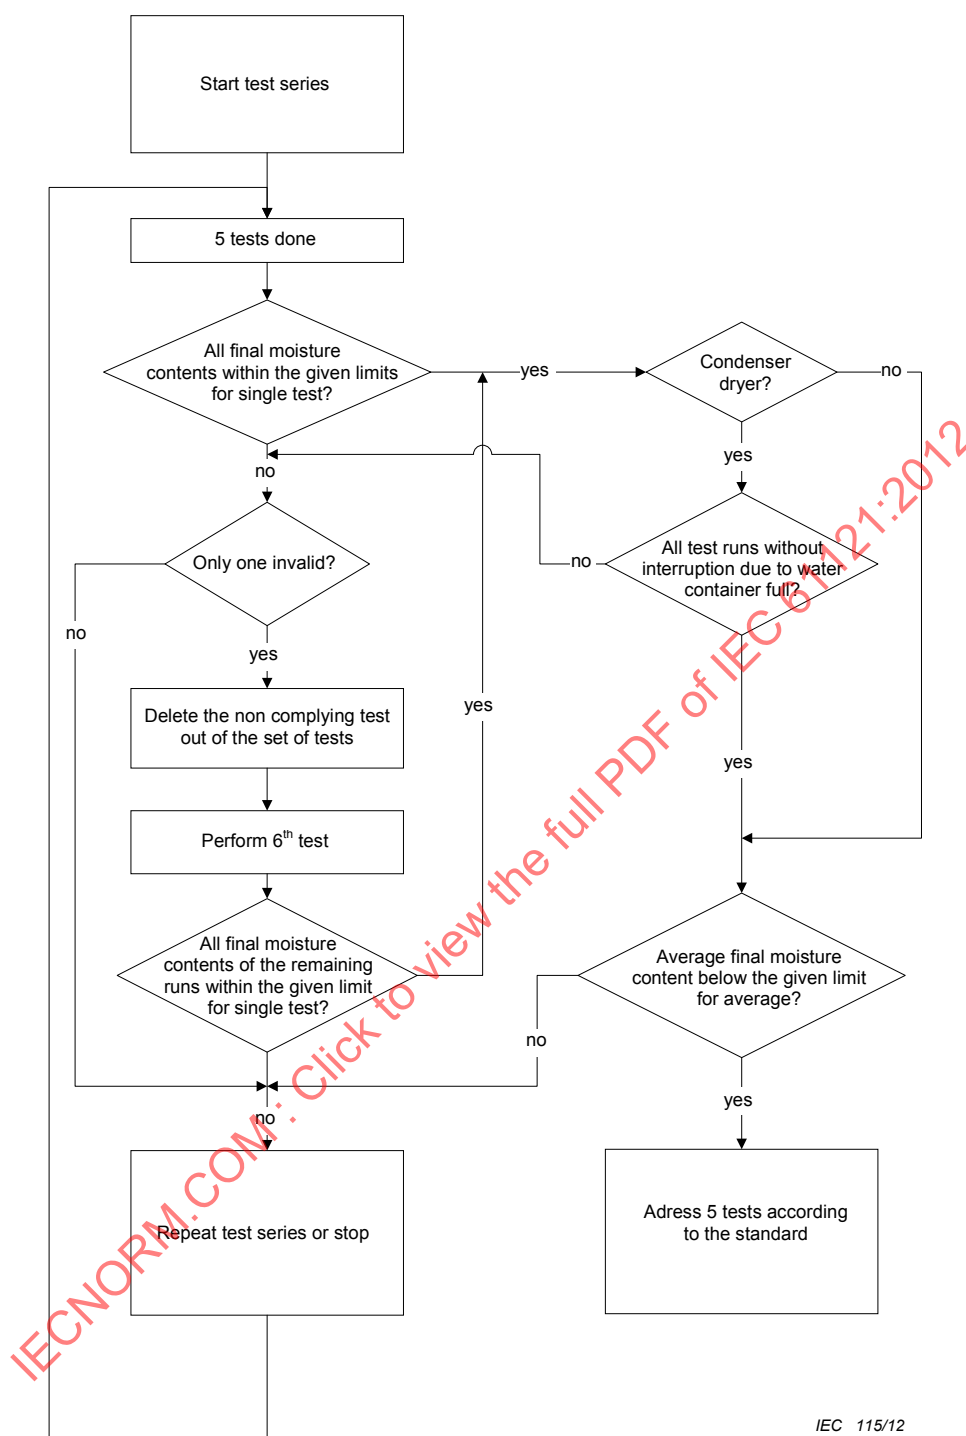 Start test series
5 tests done
All final moisture
contents within the given limits
for single test?
yes
Condenser
dryer?
no
yes
no
Only one invalid?
no
All test runs without
interruption due to water
container full?
no
yes
Delete the non complying test
out of the set of tests
yes
yes
Perform 6th test
All final moisture
contents of the remaining
runs within the given limit
for single test?
Average final moisture
content below the given limit
for average?
no
no
yes
Repeat test series or stop
Adress 5 tests according
to the standard
IECNORM.COM : Click to view the full PDF of IEC 61121:2012
IEC 115/12